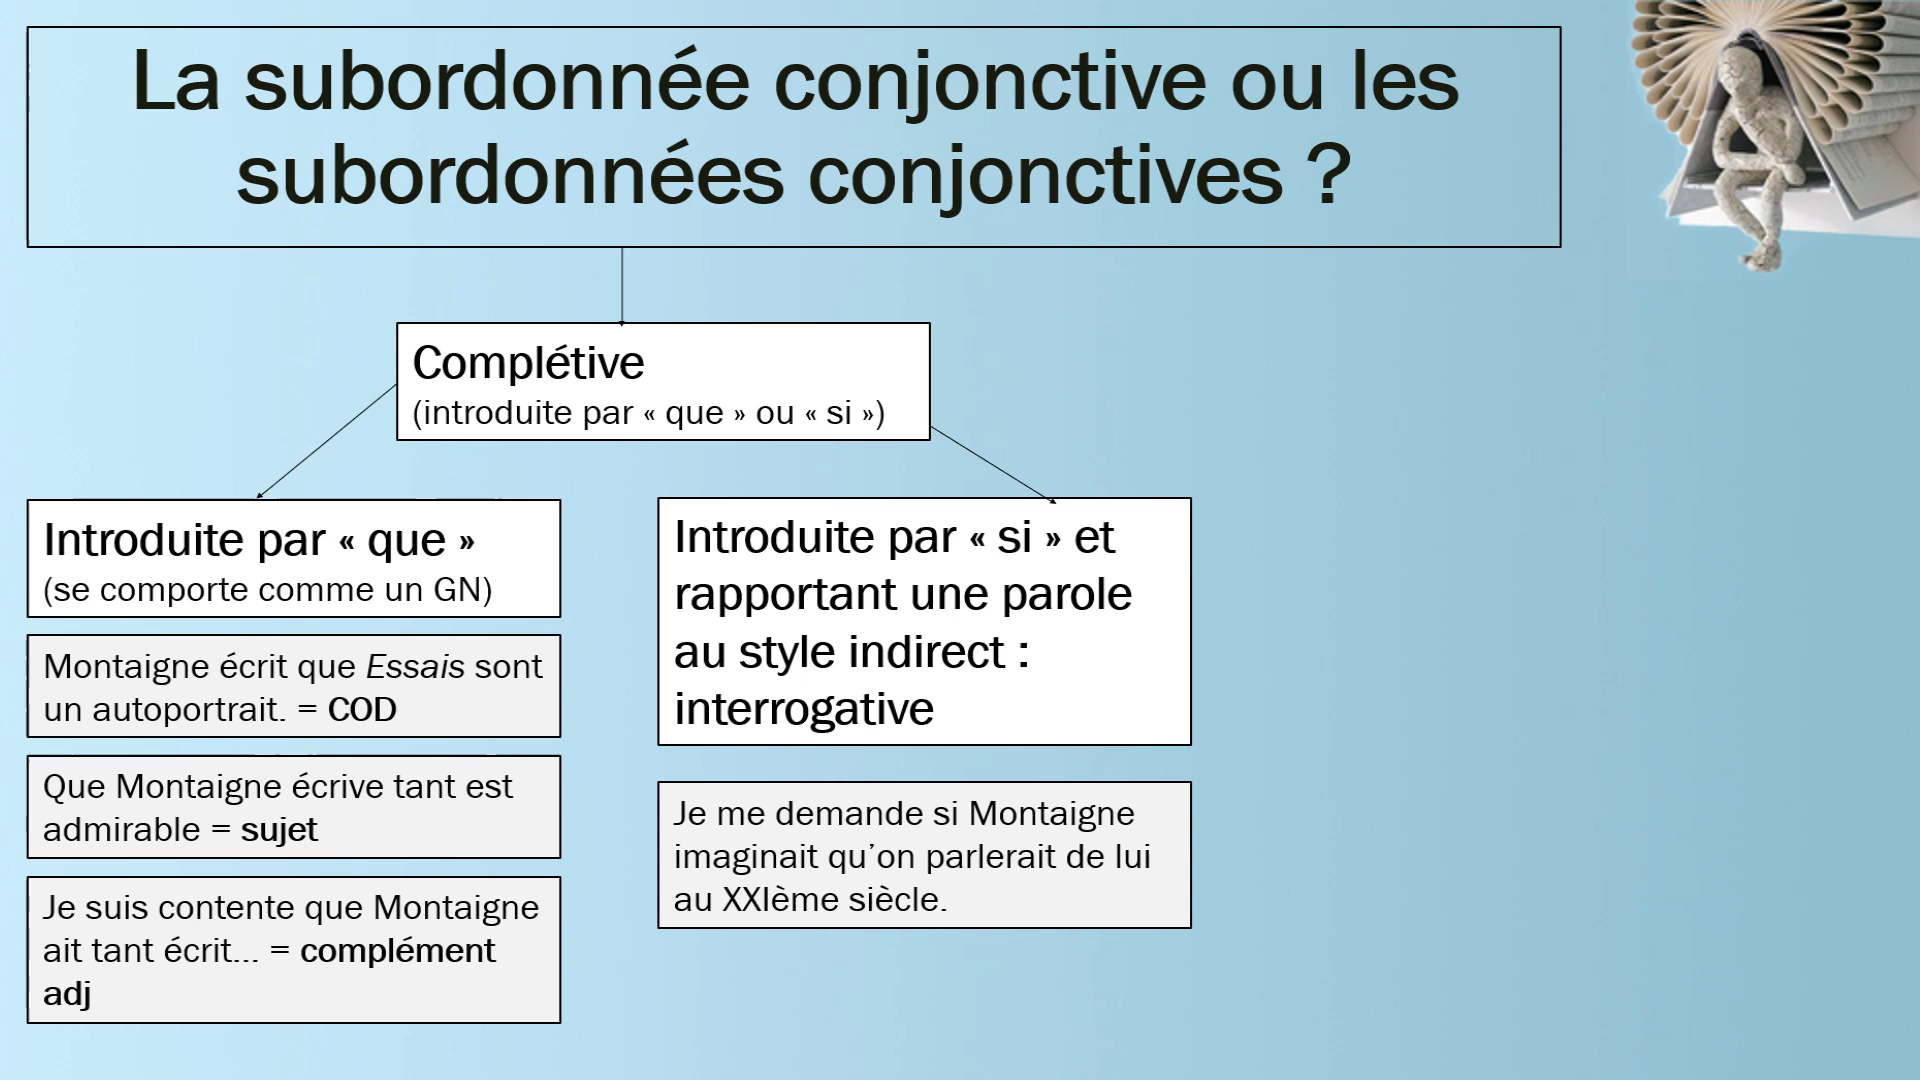 La subordonnée conjonctive ou les
subordonnées conjonctives ?
Complétive
(introduite par « que » ou « si »)
Introduite par « que »
(se comporte comme un GN)
Montaigne écrit que Essais sont
un autoportrait. = COD
Que Montaigne écrive tant est
admirable = sujet
Je suis contente que Montaigne
ait tant écrit... = complément
adj
Introduite par « si » et
rapportant une parole
au style indirect :
interrogative
Je me demande si Montaigne
imaginait qu’on parlerait de lui
au XXIème siècle.